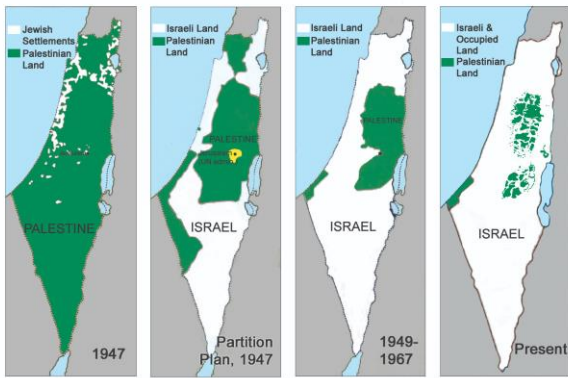 Jewish
Settlements
Palestinian
Land
PALESTINE
1947
Israeli Land
Palestinian
Land
PALESTINE
ISRAEL
Partition
Plan, 1947
Israeli Land
Palestinian
Land
PALESTINE
ISRAEL
1949-
1967
Israeli &
Occupied
Land
Palestinian
Land
ISRAEL
Present